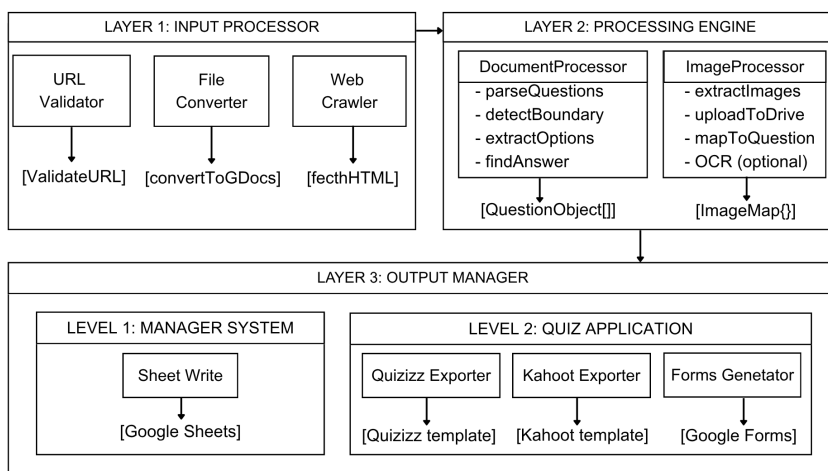 LAYER 1: INPUT PROCESSOR
URL
Validator
File
Converter
Web
Crawler
[ValidateURL]
[convertToGDocs]
[fecthHTML]
LAYER 2: PROCESSING ENGINE
DocumentProcessor
- parseQuestions
- detectBoundary
- extractOptions
- findAnswer
[QuestionObject[]]
ImageProcessor
- extractImages
- uploadToDrive
- mapToQuestion
- OCR (optional)
[ImageMap{}]
LAYER 3: OUTPUT MANAGER
LEVEL 1: MANAGER SYSTEM
Sheet Write
[Google Sheets]
LEVEL 2: QUIZ APPLICATION
Quizizz Exporter
Kahoot Exporter
Forms Genetator
[Quizizz template]
[Kahoot template]
[Google Forms]